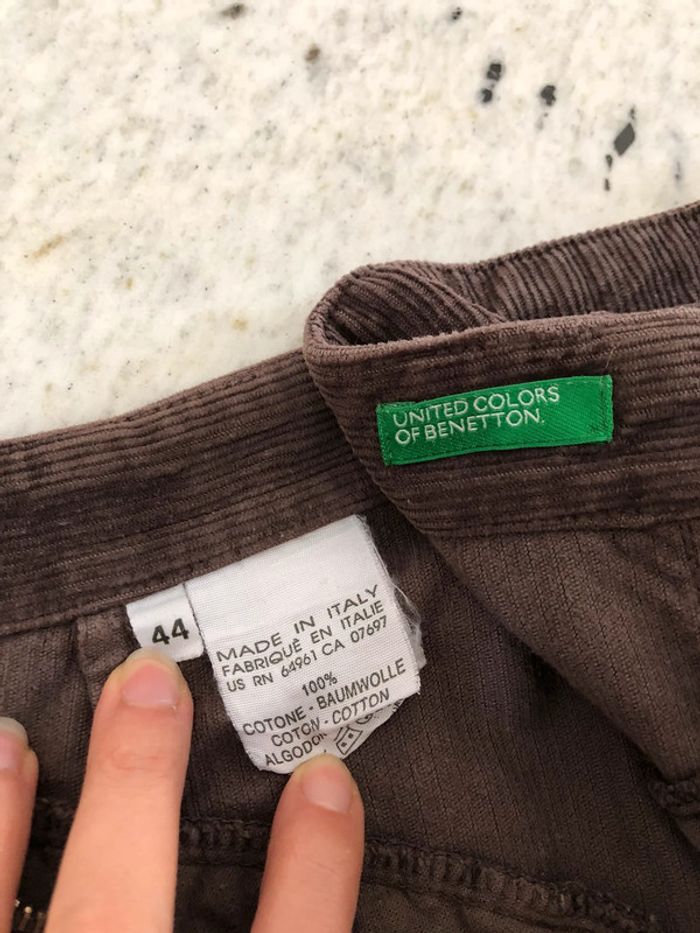 UNITED COLORS
OF BENETTON.
44
MADE IN ITALY
FABRIQUÉ EN ITALIE
US RN 64961 CA 07697
100%
COTONE - BAUMWOLLE
COTON - COTTON